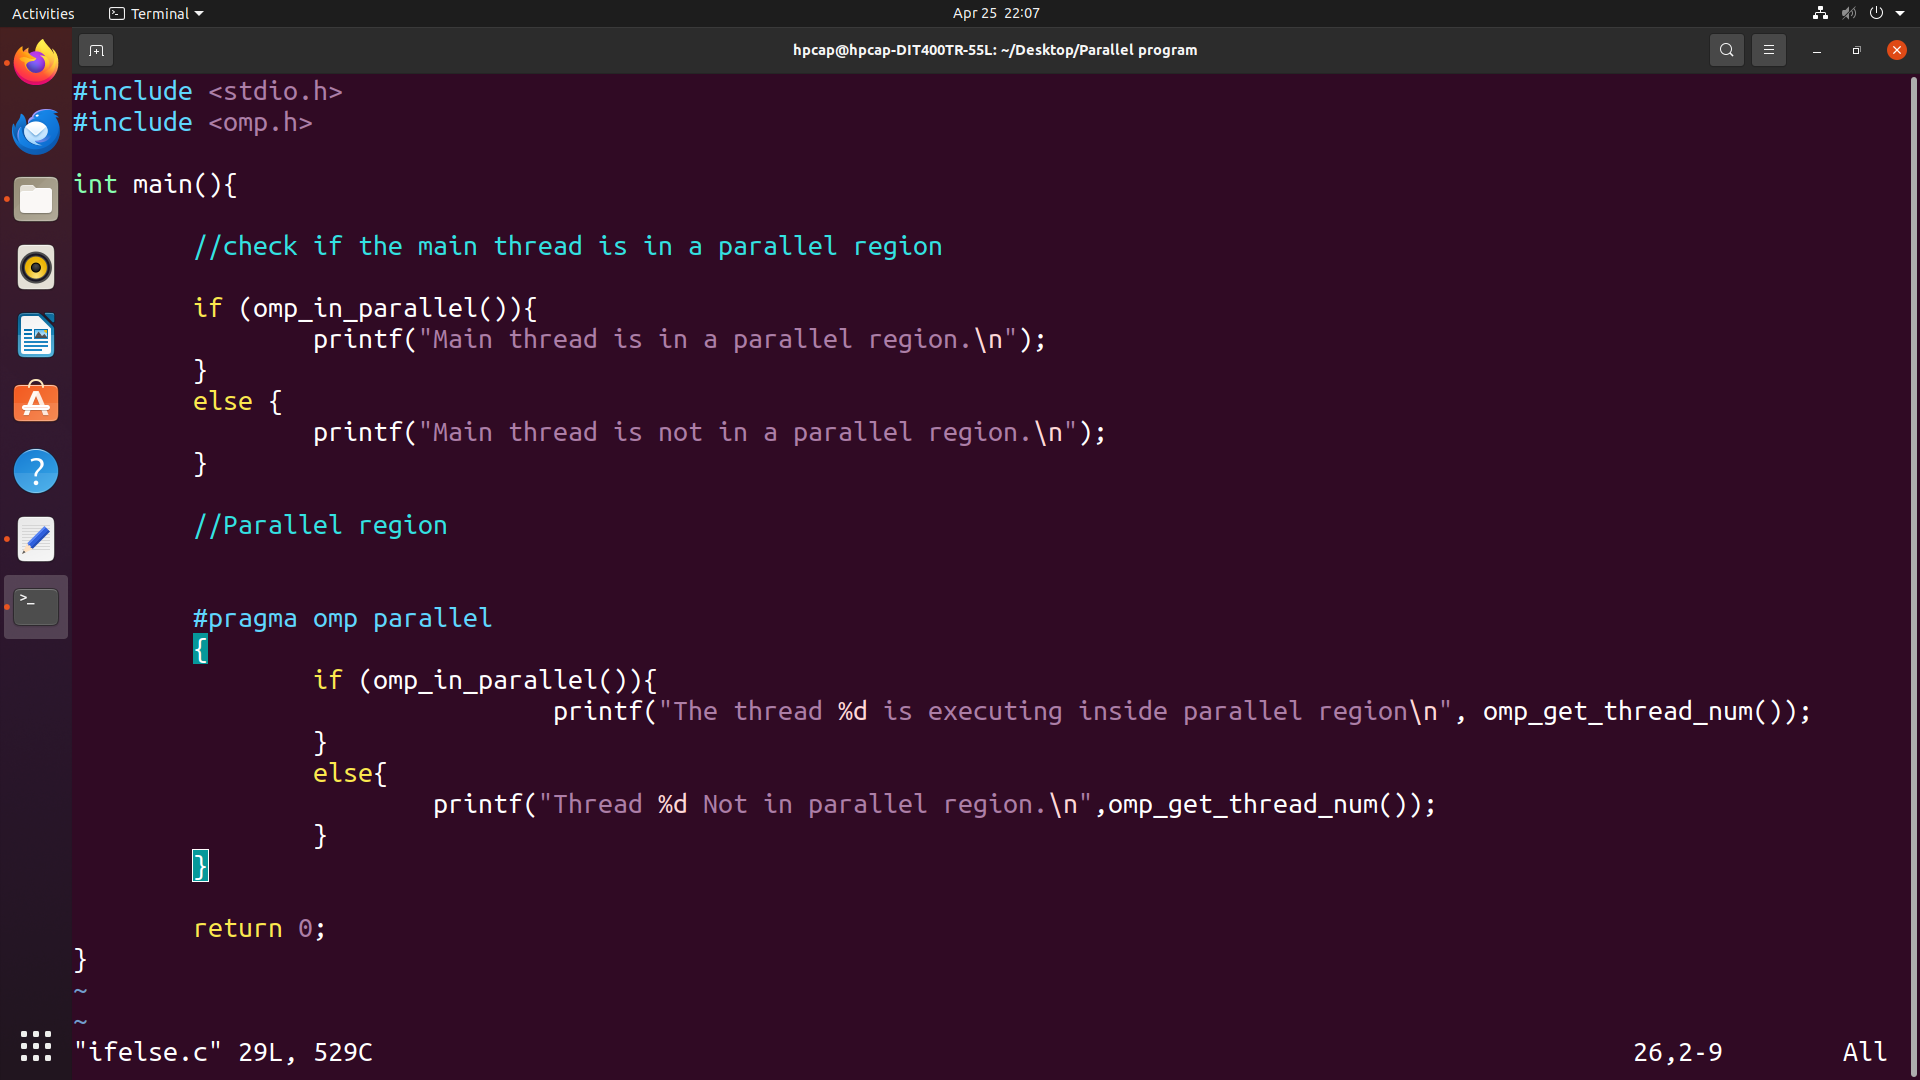 Activities
Terminal
Apr 25 22:07
hpcap@hpcap-DIT400TR-55L: ~/Desktop/Parallel program
#include <stdio.h>
#include <omp.h>
int main(){
//check if the main thread is in a parallel region
if (omp_in_parallel()){
printf("Main thread is in a parallel region.\n");
}
else {
printf("Main thread is not in a parallel region.\n");
}
//Parallel region
#pragma omp parallel
{
if (omp_in_parallel()){
printf("The thread %d is executing inside parallel region\n", omp_get_thread_num());
}
else{
printf("Thread %d Not in parallel region.\n",omp_get_thread_num());
}
}
return 0;
}
~
~
"ifelse.c" 29L, 529C
26,2-9
All